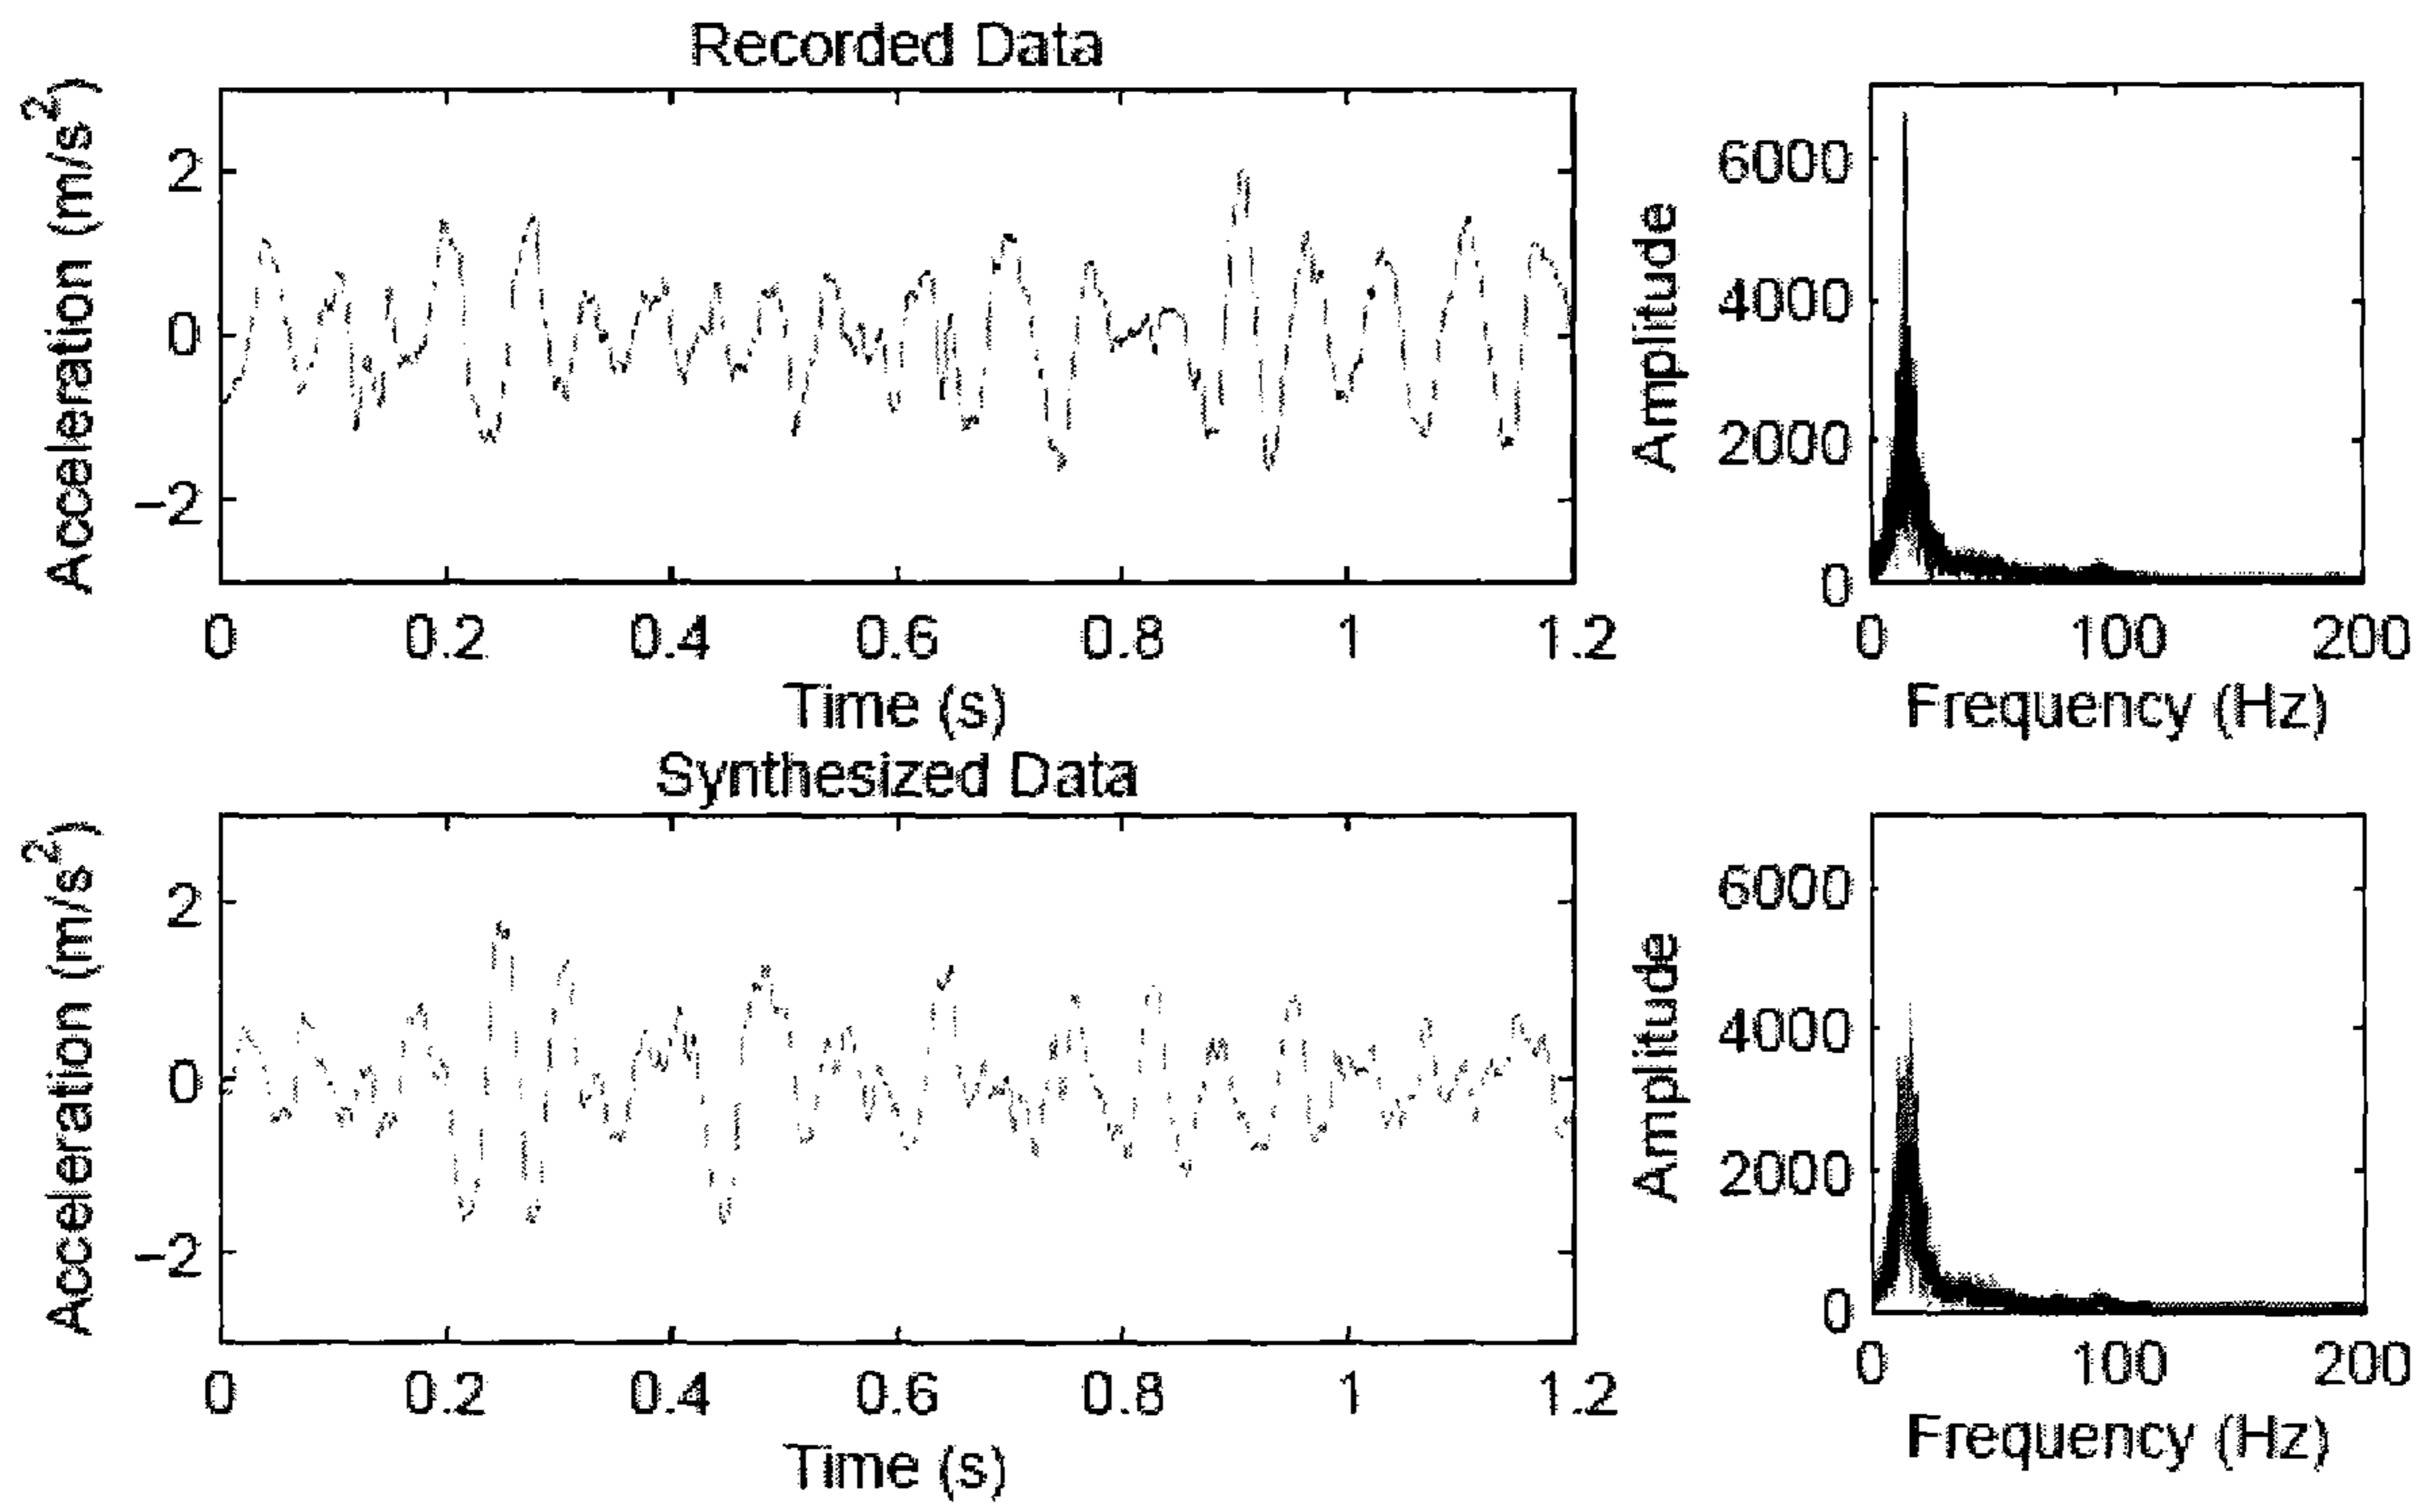 Recorded Data
Acceleration (m/s²)
2
0
−2
0 0.2 0.4 0.6 0.8 1 1.2
Time (s)
Amplitude
6000
4000
2000
0
0 100 200
Frequency (Hz)
Synthesized Data
Acceleration (m/s²)
2
0
−2
0 0.2 0.4 0.6 0.8 1 1.2
Time (s)
Amplitude
6000
4000
2000
0
0 100 200
Frequency (Hz)